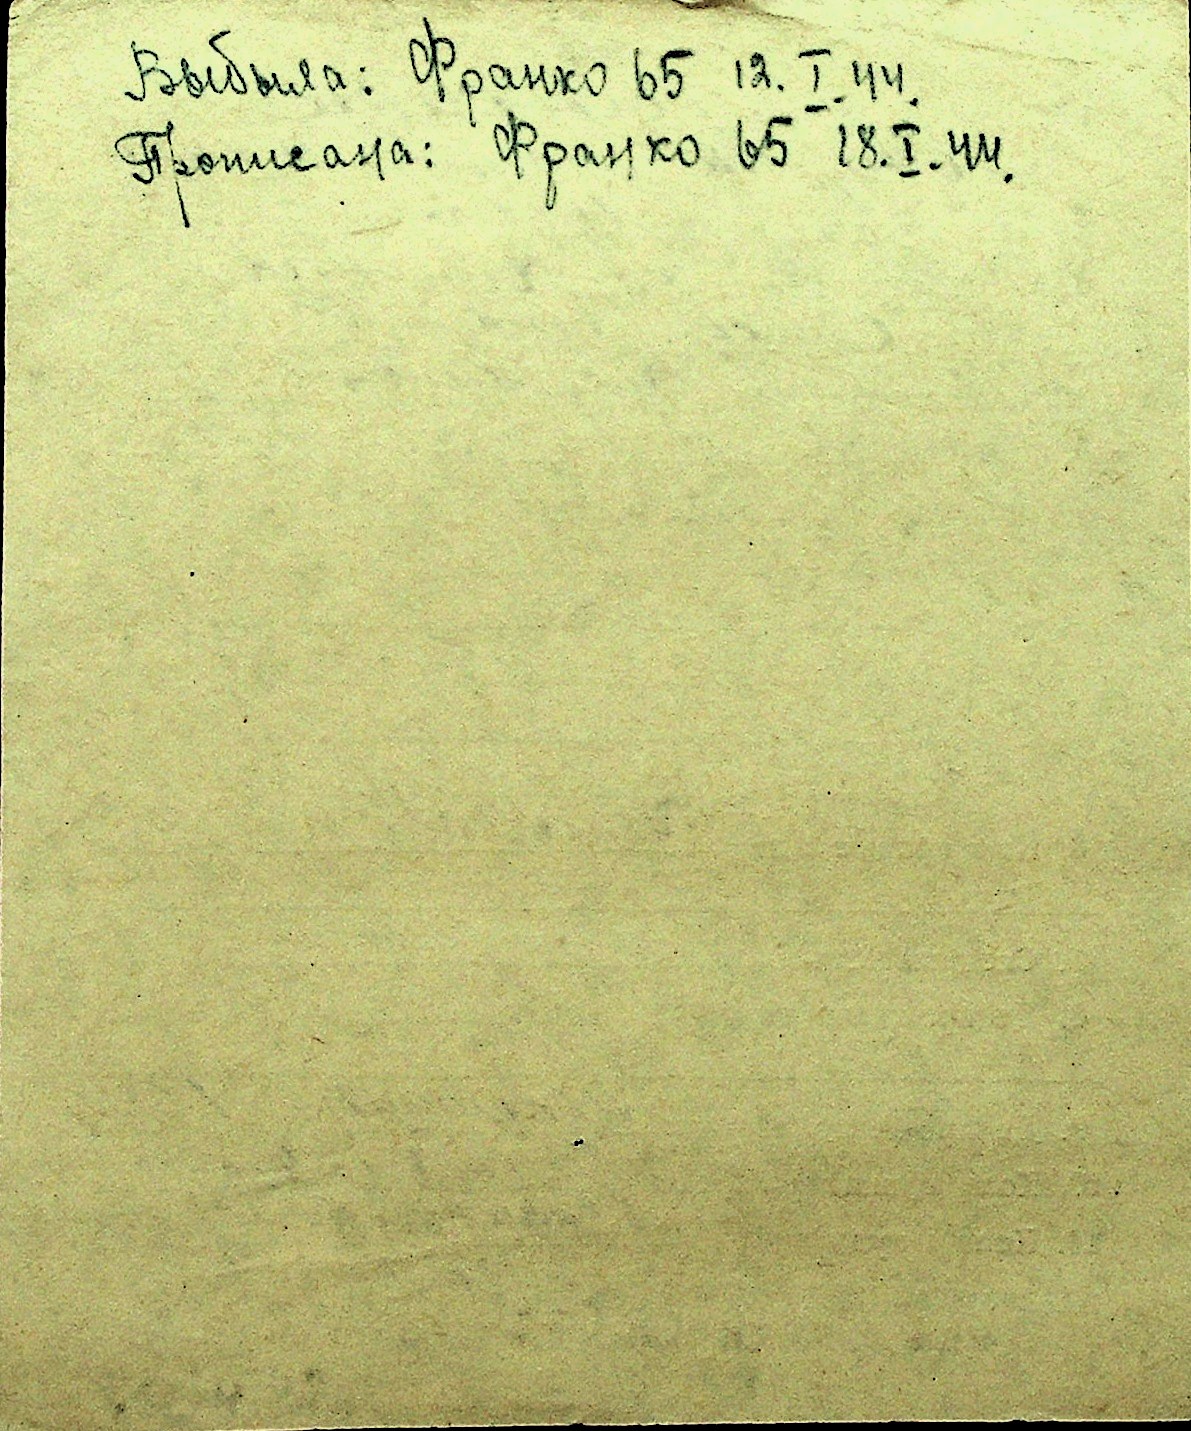 Выбыла: Франко 65 12.I.44.
Прописана: Франко 65 18.I.44.